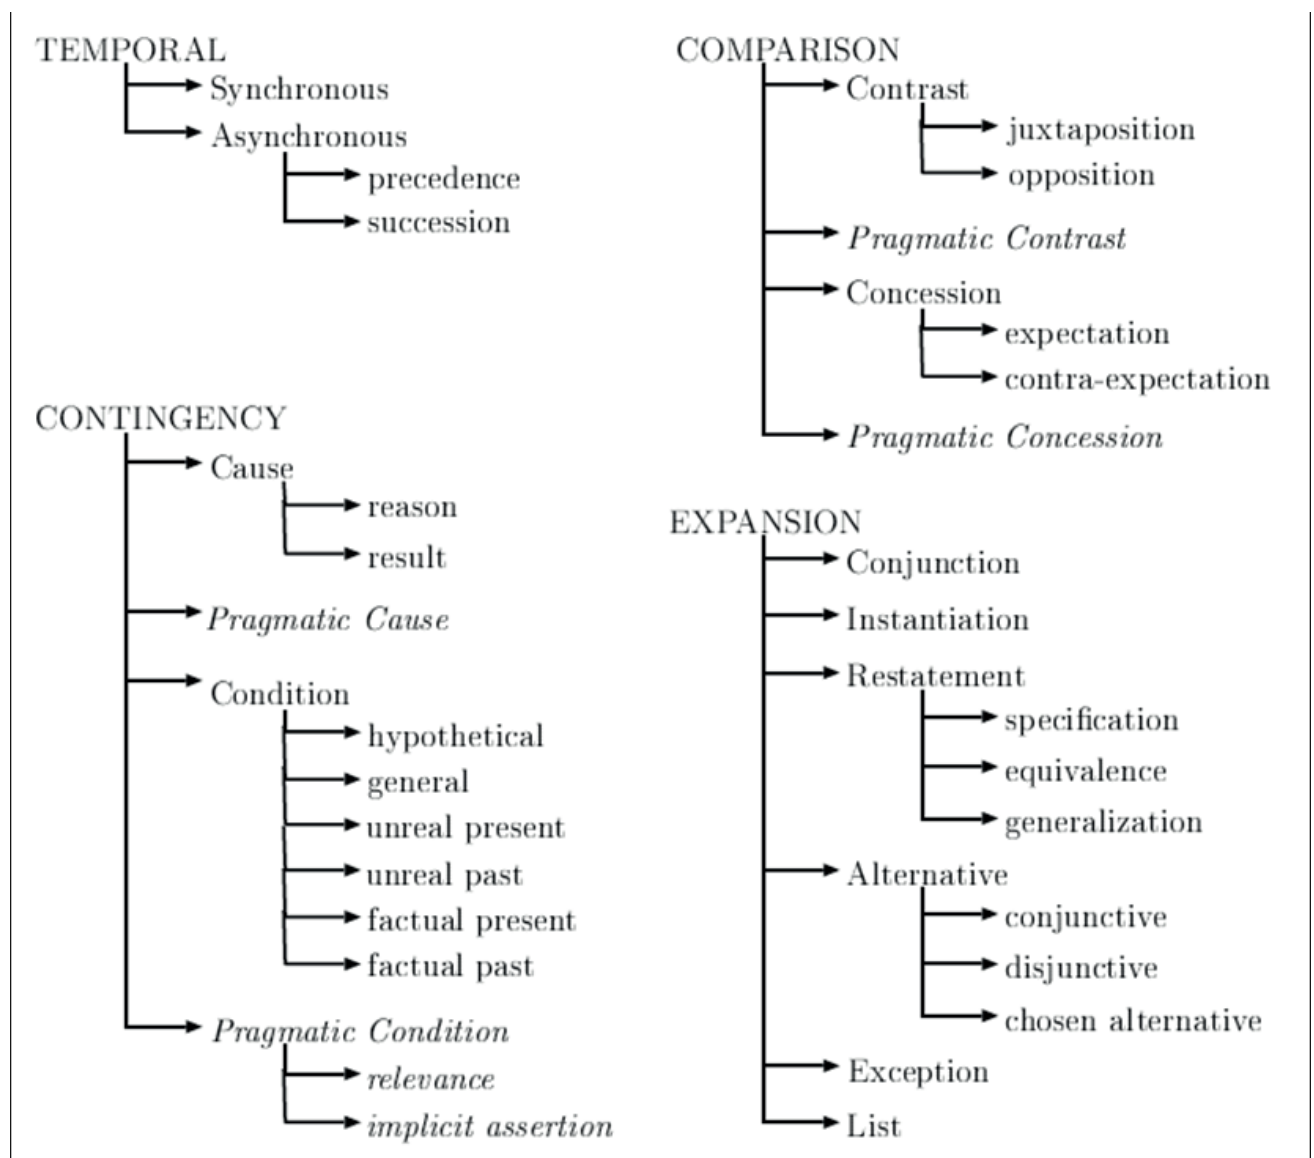 TEMPORAL
Synchronous
Asynchronous
precedence
succession
CONTINGENCY
Cause
reason
result
Pragmatic Cause
Condition
hypothetical
general
unreal present
unreal past
factual present
factual past
Pragmatic Condition
relevance
implicit assertion
COMPARISON
Contrast
juxtaposition
opposition
Pragmatic Contrast
Concession
expectation
contra-expectation
Pragmatic Concession
EXPANSION
Conjunction
Instantiation
Restatement
specification
equivalence
generalization
Alternative
conjunctive
disjunctive
chosen alternative
Exception
List